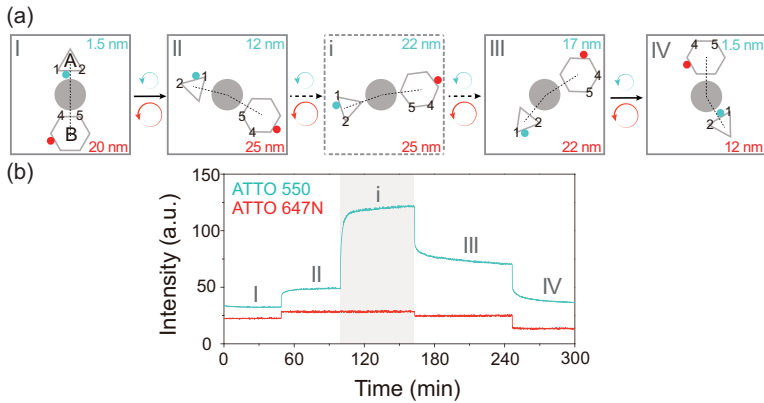 (a)
I 1.5 nm
A
1 2
4 5
B
20 nm
II 12 nm
1
2
5
4
25 nm
i 22 nm
1
2
4
5
25 nm
III 17 nm
4
5
1
2
22 nm
IV 1.5 nm
4 5
1
2
12 nm
(b)
150
100
50
0
Intensity (a.u.)
ATTO 550
ATTO 647N
I
II
i
III
IV
0 60 120 180 240 300
Time (min)